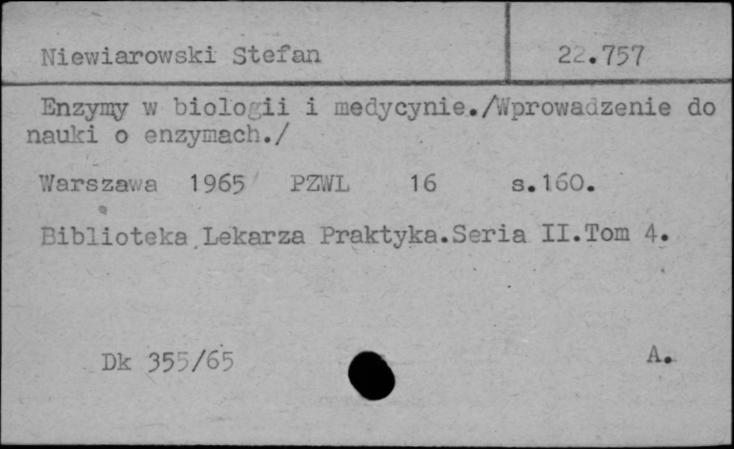 Niewiarowski Stefan 22.757
Enzymy w biologii i medycynie./Wprowadzenie do
nauki o enzymach./
Warszawa 1965 PZWL 16 s.160.
Biblioteka Lekarza Praktyka.Seria II.Tom 4.
Dk 355/65 A.